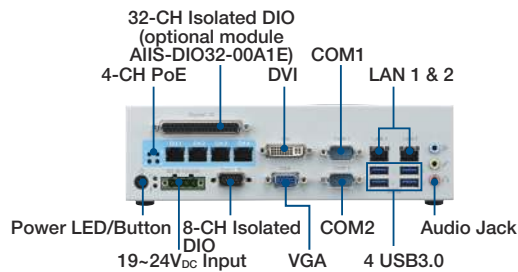 32-CH Isolated DIO
(optional module
AIIS-DIO32-00A1E)
COM1
4-CH PoE
DVI
LAN 1 & 2
Power LED/Button
8-CH Isolated
DIO
COM2
Audio Jack
19~24VDC Input
VGA
4 USB3.0